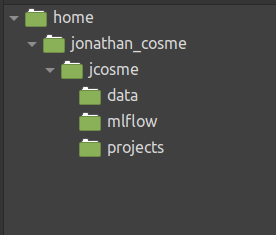 home
jonathan_cosme
jcosme
data
mlflow
projects